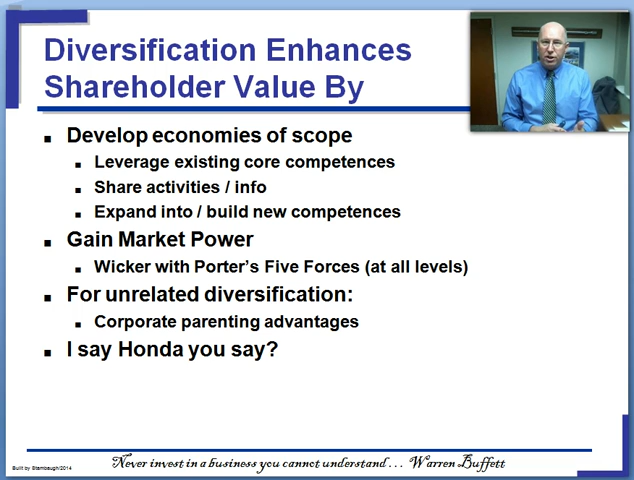 Diversification Enhances
Shareholder Value By
Develop economies of scope
Leverage existing core competences
Share activities / info
Expand into / build new competences
Gain Market Power
Wicker with Porter's Five Forces (at all levels)
For unrelated diversification:
Corporate parenting advantages
I say Honda you say?
Built by Stambaugh/2014
Never invest in a business you cannot understand… Warren Buffett